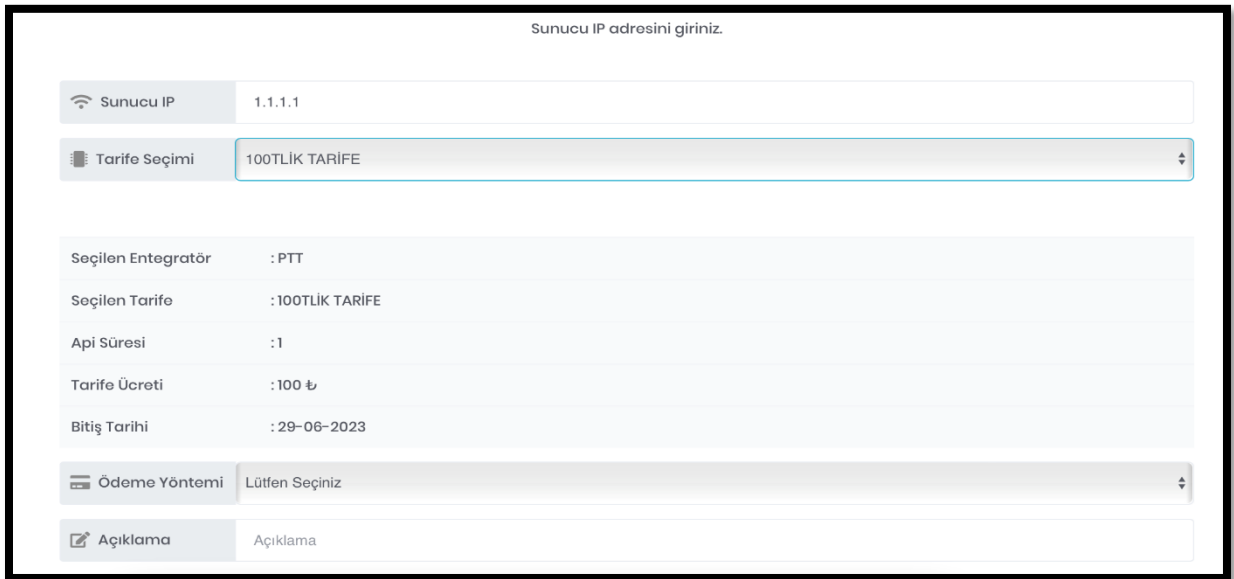 Sunucu IP adresini giriniz.
Sunucu IP 1.1.1.1
Tarife Seçimi 100TLİK TARİFE
Seçilen Entegratör : PTT
Seçilen Tarife : 100TLİK TARİFE
Api Süresi : 1
Tarife Ücreti : 100 ₺
Bitiş Tarihi : 29-06-2023
Ödeme Yöntemi Lütfen Seçiniz
Açıklama Açıklama